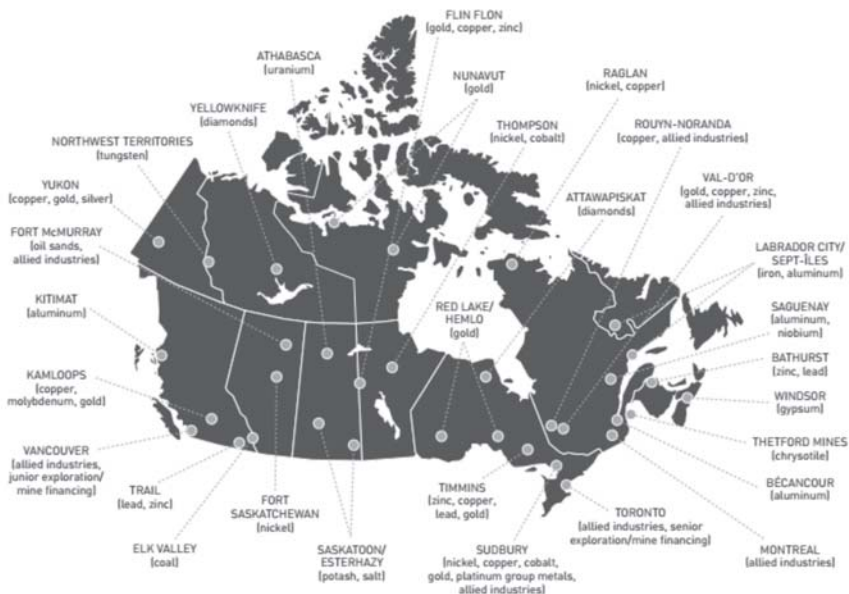 FLIN FLON
(gold, copper, zinc)
ATHABASCA
(uranium)
NUNAVUT
(gold)
RAGLAN
(nickel, copper)
YELLOWKNIFE
(diamonds)
THOMPSON
(nickel, cobalt)
ROUYN-NORANDA
(copper, allied industries)
NORTHWEST TERRITORIES
(tungsten)
VAL-D'OR
(gold, copper, zinc,
allied industries)
YUKON
(copper, gold, silver)
ATTAWAPISKAT
(diamonds)
FORT McMURRAY
(oil sands,
allied industries)
LABRADOR CITY/
SEPT-ÎLES
(iron, aluminum)
KITIMAT
(aluminum)
RED LAKE/
HEMLO
(gold)
SAGUENAY
(aluminum,
niobium)
BATHURST
(zinc, lead)
KAMLOOPS
(copper,
molybdenum, gold)
WINDSOR
(gypsum)
THETFORD MINES
(chrysotile)
VANCOUVER
(allied industries,
junior exploration/
mine financing)
TRAIL
(lead, zinc)
FORT
SASKATCHEWAN
(nickel)
TIMMINS
(zinc, copper,
lead, gold)
BÉCANCOUR
(aluminum)
TORONTO
(allied industries, senior
exploration/mine financing)
ELK VALLEY
(coal)
SASKATOON/
ESTERHAZY
(potash, salt)
SUDBURY
(nickel, copper, cobalt,
gold, platinum group metals,
allied industries)
MONTREAL
(allied industries)